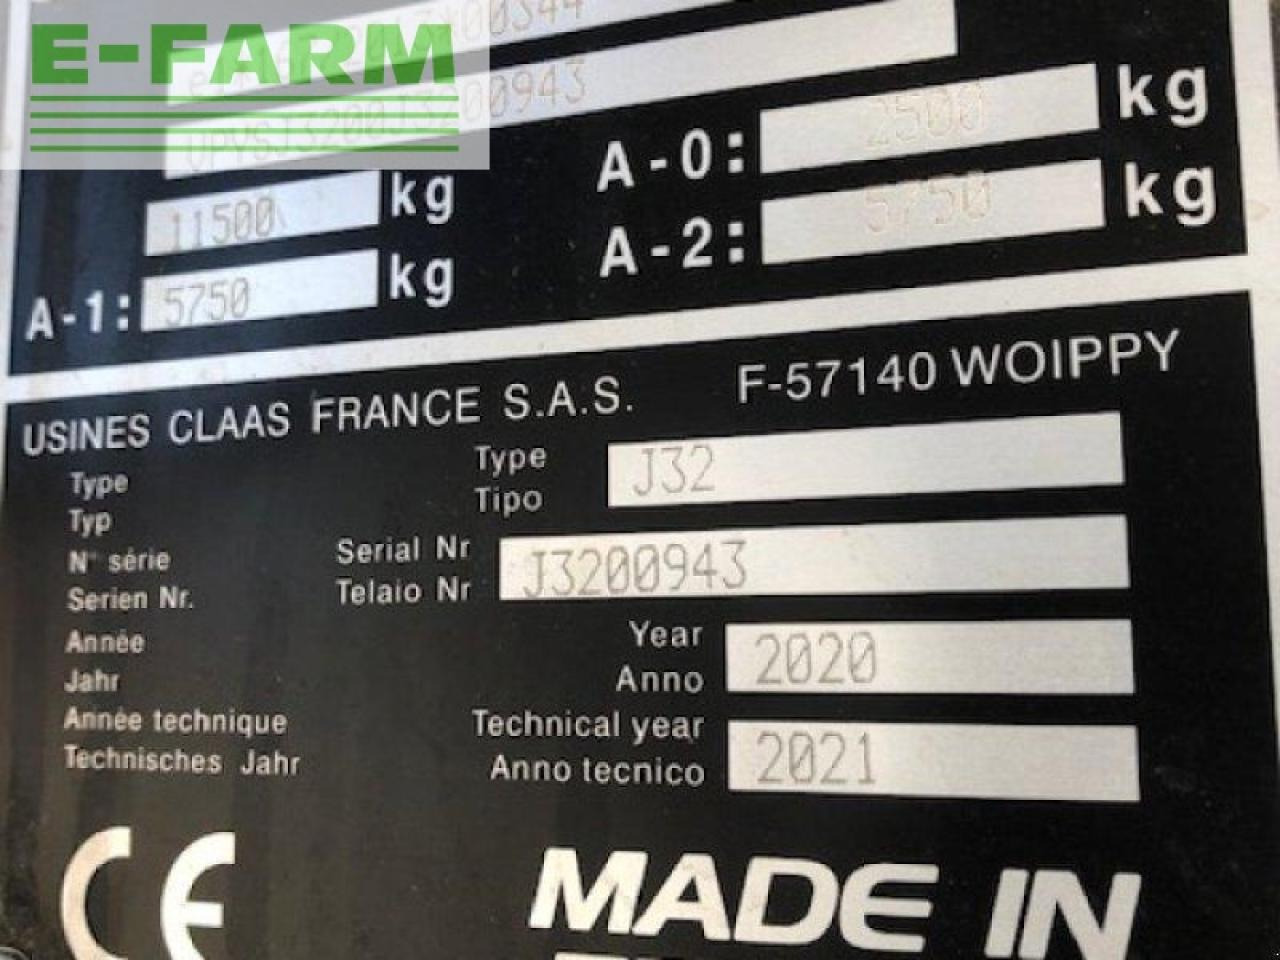 E-FARM
J3200J3200943
A-0: 2500 kg
11500 kg
A-2: 5750 kg
A-1: 5750 kg
USINES CLAAS FRANCE S.A.S. F-57140 WOIPPY
Type Type J32
Typ Tipo
N° série Serial Nr J3200943
Serien Nr. Telaio Nr
Année Year 2020
Jahr Anno
Année technique Technical year 2021
Technisches Jahr Anno tecnico
CE MADE IN